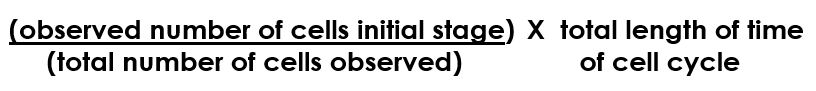 (observed number of cells initial stage) X total length of time
(total number of cells observed) of cell cycle